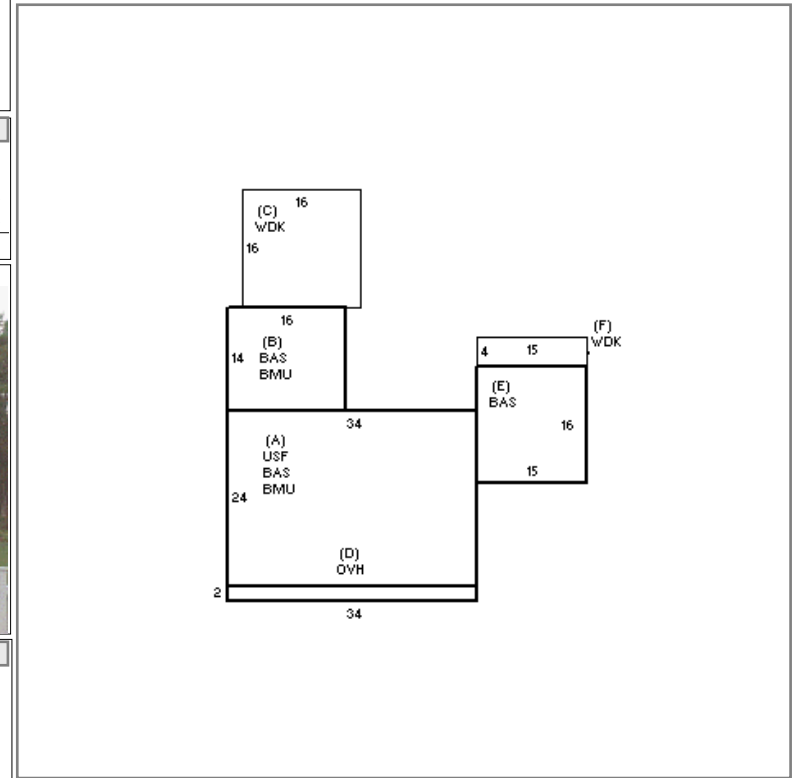 16
(C)
WDK
16
16
(B)
14 BAS
BMU
(F)
WDK
4 15
(E)
BAS
16
15
34
(A)
USF
BAS
BMU
24
(D)
OVH
2
34